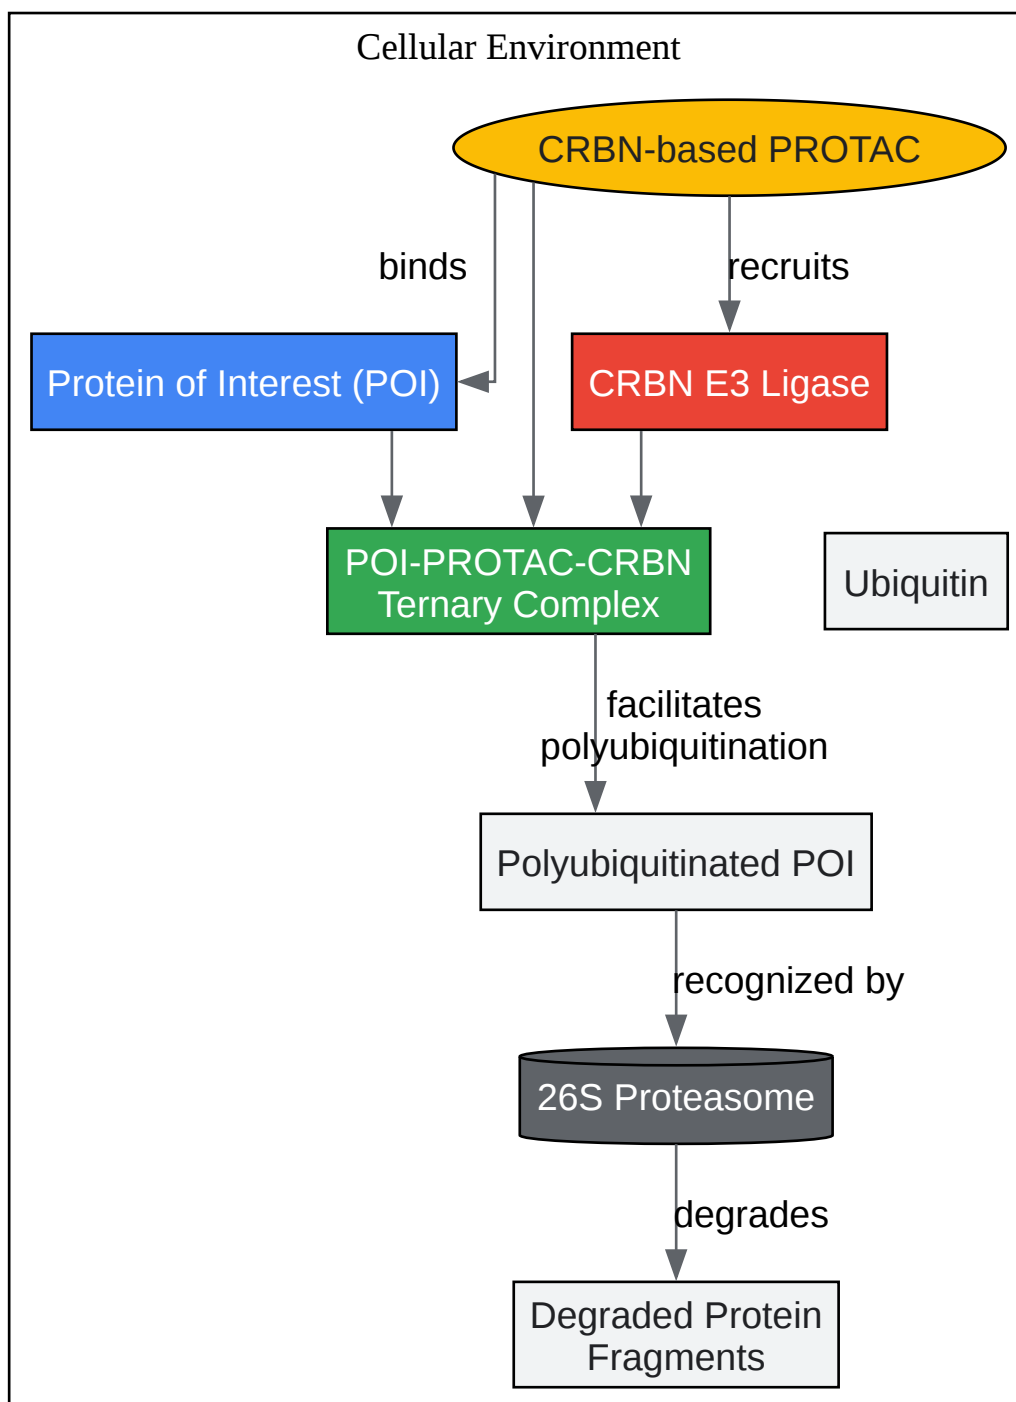 Cellular Environment
CRBN-based PROTAC
binds
recruits
Protein of Interest (POI)
CRBN E3 Ligase
POI-PROTAC-CRBN
Ternary Complex
Ubiquitin
facilitates
polyubiquitination
Polyubiquitinated POI
recognized by
26S Proteasome
degrades
Degraded Protein
Fragments